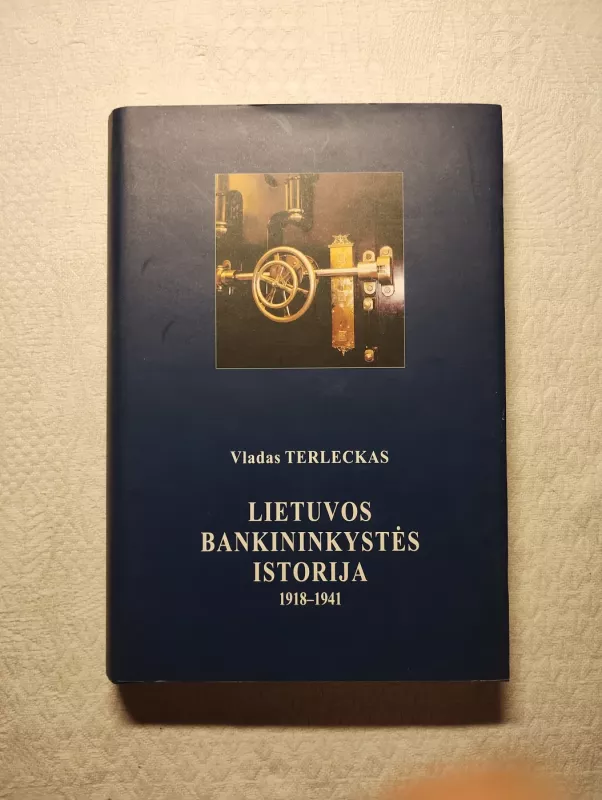 Vladas TERLECKAS
LIETUVOS
BANKININKYSTĖS
ISTORIJA
1918–1941